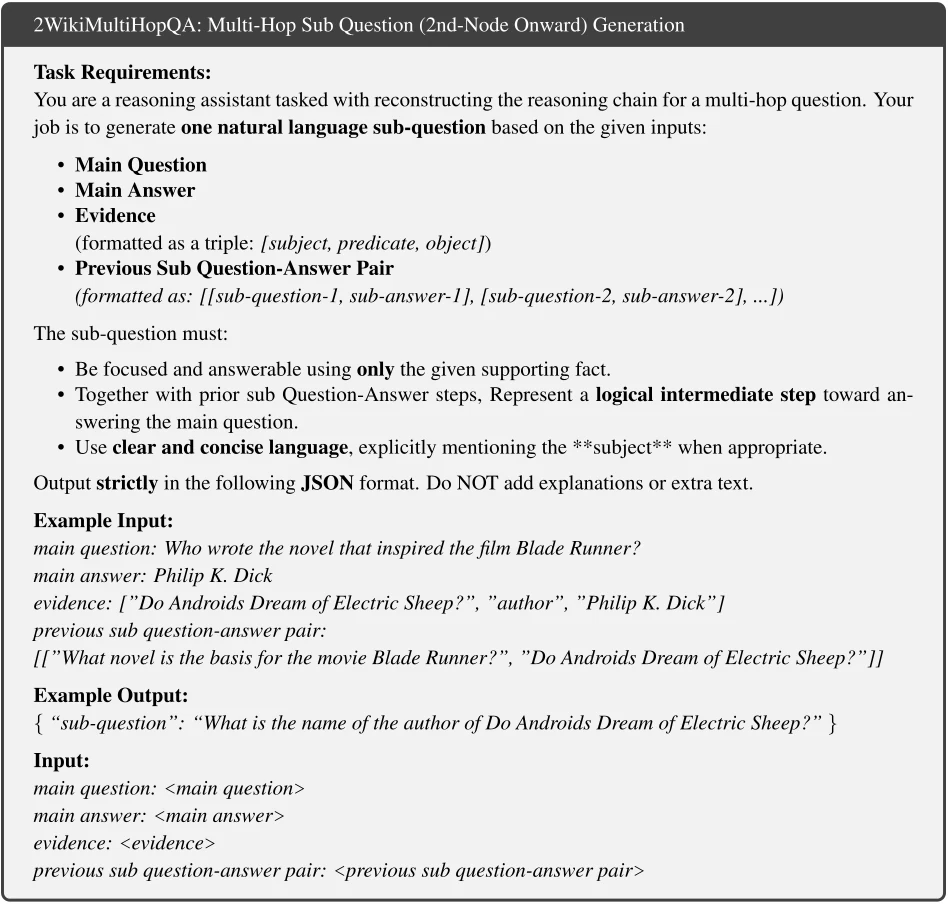 2WikiMultiHopQA: Multi-Hop Sub Question (2nd-Node Onward) Generation
Task Requirements:
You are a reasoning assistant tasked with reconstructing the reasoning chain for a multi-hop question. Your
job is to generate one natural language sub-question based on the given inputs:
• Main Question
• Main Answer
• Evidence
(formatted as a triple: [subject, predicate, object])
• Previous Sub Question-Answer Pair
(formatted as: [[sub-question-1, sub-answer-1], [sub-question-2, sub-answer-2], ...])
The sub-question must:
• Be focused and answerable using only the given supporting fact.
• Together with prior sub Question-Answer steps, Represent a logical intermediate step toward an-
swering the main question.
• Use clear and concise language, explicitly mentioning the **subject** when appropriate.
Output strictly in the following JSON format. Do NOT add explanations or extra text.
Example Input:
main question: Who wrote the novel that inspired the film Blade Runner?
main answer: Philip K. Dick
evidence: [”Do Androids Dream of Electric Sheep?”, ”author”, ”Philip K. Dick”]
previous sub question-answer pair:
[[”What novel is the basis for the movie Blade Runner?”, ”Do Androids Dream of Electric Sheep?”]]
Example Output:
{ “sub-question”: “What is the name of the author of Do Androids Dream of Electric Sheep?” }
Input:
main question: <main question>
main answer: <main answer>
evidence: <evidence>
previous sub question-answer pair: <previous sub question-answer pair>